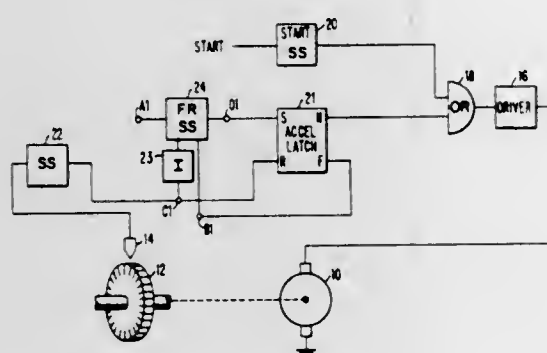 20
START
START
SS
24
A1
FR
SS
D1
21
S
N
ACCEL
LATCH
R
F
18
OR
16
DRIVER
22
SS
23
I
C1
B1
14
12
10